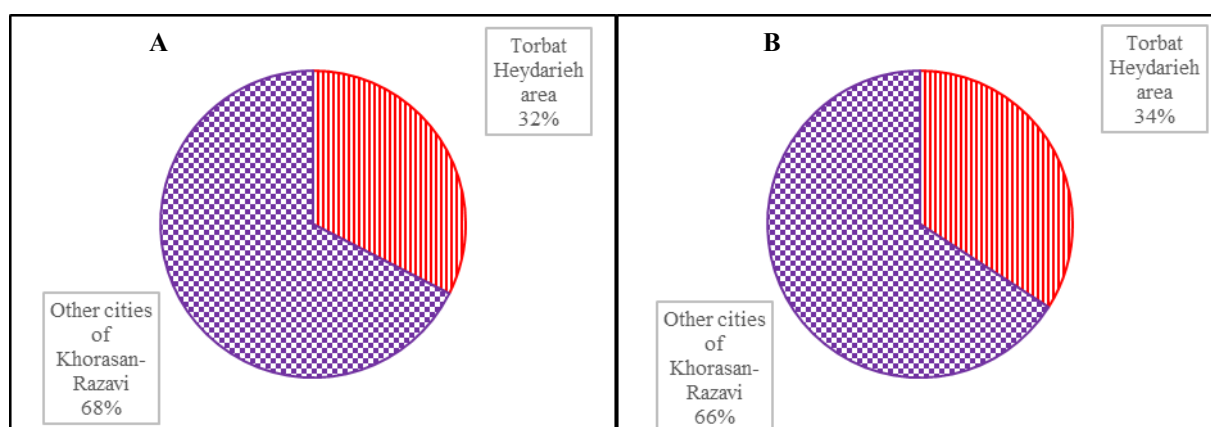 A
Torbat
Heydarieh
area
32%
Other cities
of
Khorasan-
Razavi
68%
B
Torbat
Heydarieh
area
34%
Other cities
of
Khorasan-
Razavi
66%